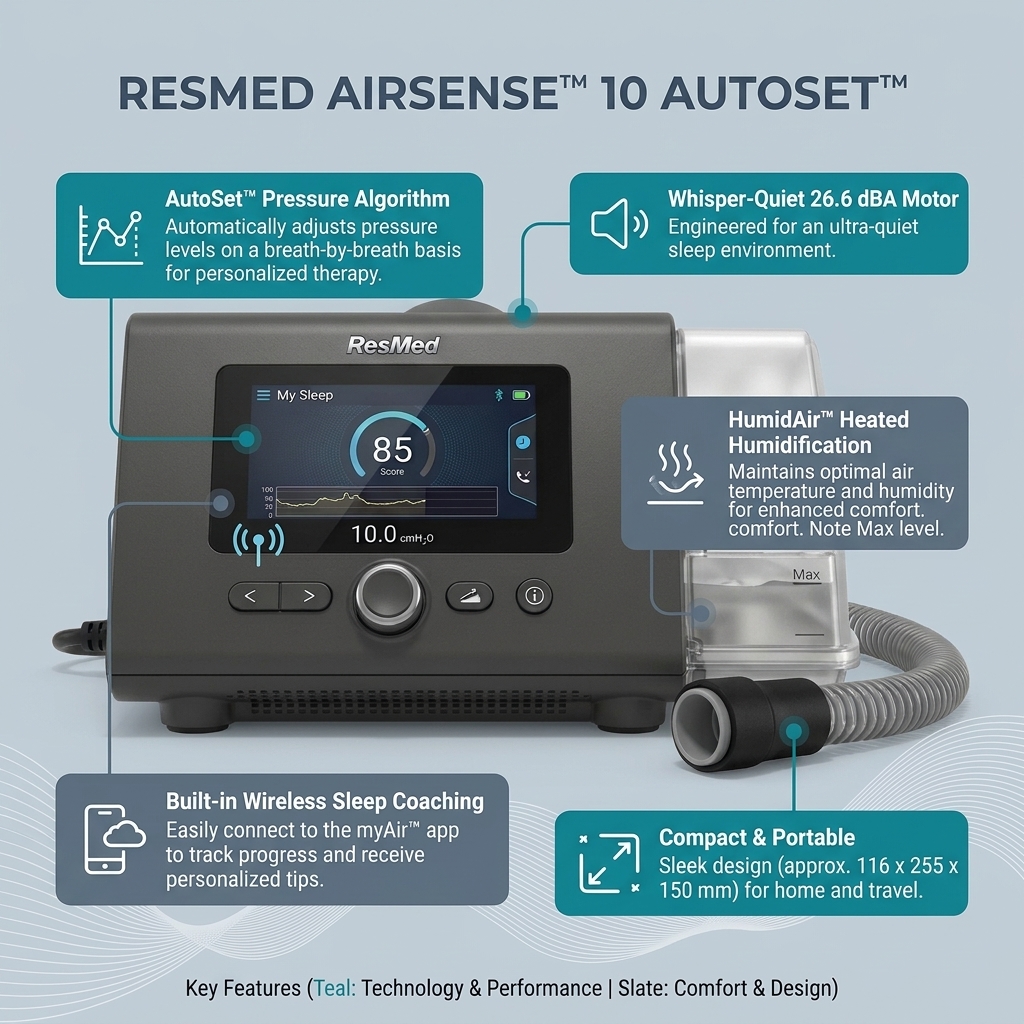 RESMED AIRSENSE™ 10 AUTOSET™
AutoSet™ Pressure Algorithm
Automatically adjusts pressure
levels on a breath-by-breath basis
for personalized therapy.
Whisper-Quiet 26.6 dBA Motor
Engineered for an ultra-quiet
sleep environment.
ResMed
My Sleep
85
Score
100
50
20
0
10.0 cmH₂O
HumidAir™ Heated
Humidification
Maintains optimal air
temperature and humidity
for enhanced comfort.
comfort. Note Max level.
Max
Built-in Wireless Sleep Coaching
Easily connect to the myAir™ app
to track progress and receive
personalized tips.
Compact & Portable
Sleek design (approx. 116 x 255 x
150 mm) for home and travel.
Key Features (Teal: Technology & Performance | Slate: Comfort & Design)